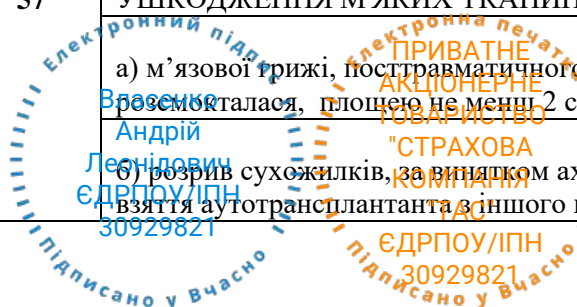 37
УШКОДЖЕННЯ М'ЯКИХ ТКАНИН
а) м’язової грижі, посттравматичного
розсмокталася, площею не менш 2 с
б) розрив сухожилків, за винятком ах
взяття аутотрансплантанта з іншого
Електронний підпис
Власенко
Андрій
Леонідович
ЄДРПОУ/ІПН
30929821
Підписано у Вчасно
Електронна печатка
ПРИВАТНЕ
АКЦІОНЕРНЕ
ТОВАРИСТВО
"СТРАХОВА
КОМПАНІЯ
"ТАС"
ЄДРПОУ/ІПН
30929821
Підписано у Вчасно